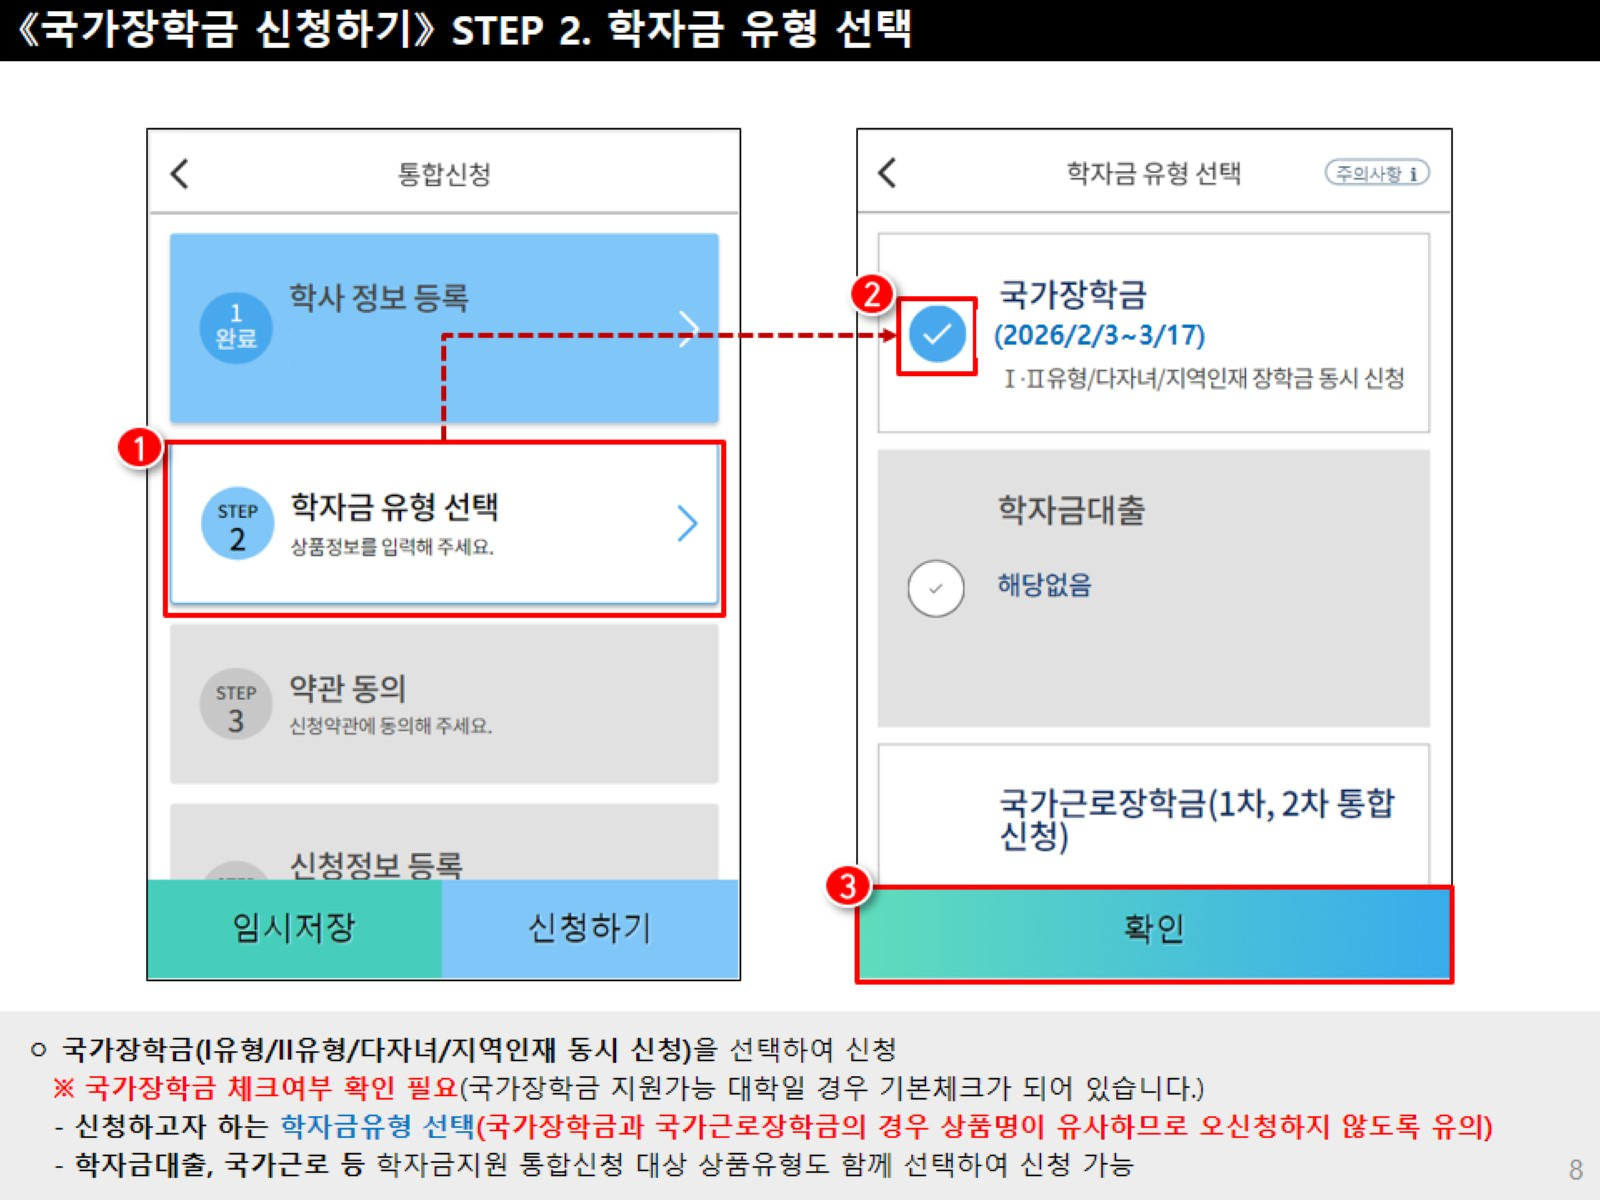 《국가장학금 신청하기》 STEP 2. 학자금 유형 선택
통합신청
1
완료
학사 정보 등록
1
STEP
2
학자금 유형 선택
상품정보를 입력해 주세요.
STEP
3
약관 동의
신청약관에 동의해 주세요.
신청정보 등록
임시저장
신청하기
학자금 유형 선택
주의사항 i
2
국가장학금
(2026/2/3~3/17)
Ⅰ·Ⅱ유형/다자녀/지역인재 장학금 동시 신청
학자금대출
해당없음
국가근로장학금(1차, 2차 통합
신청)
3
확인
○ 국가장학금(I유형/II유형/다자녀/지역인재 동시 신청)을 선택하여 신청
※ 국가장학금 체크여부 확인 필요(국가장학금 지원가능 대학일 경우 기본체크가 되어 있습니다.)
- 신청하고자 하는 학자금유형 선택(국가장학금과 국가근로장학금의 경우 상품명이 유사하므로 오신청하지 않도록 유의)
- 학자금대출, 국가근로 등 학자금지원 통합신청 대상 상품유형도 함께 선택하여 신청 가능
8